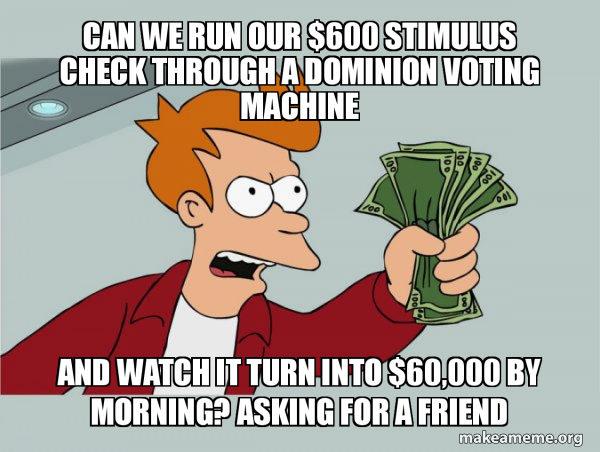 CAN WE RUN OUR $600 STIMULUS
CHECK THROUGH A DOMINION VOTING
MACHINE
AND WATCH IT TURN INTO $60,000 BY
MORNING? ASKING FOR A FRIEND
makeameme.org